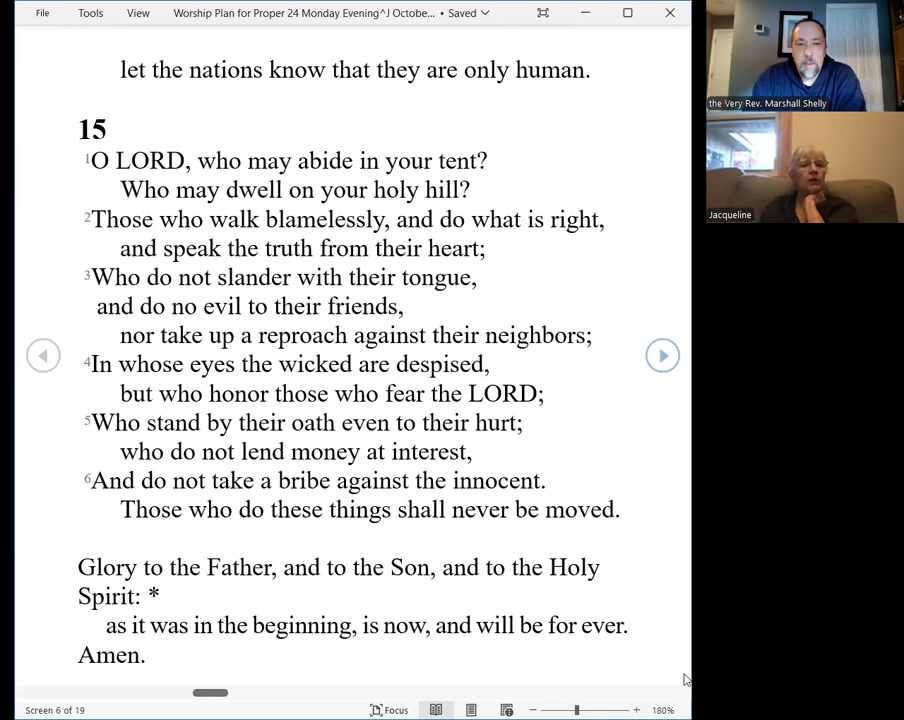 File Tools View Worship Plan for Proper 24 Monday Evening^J Octobe... • Saved
let the nations know that they are only human.
15
1O LORD, who may abide in your tent?
Who may dwell on your holy hill?
2Those who walk blamelessly, and do what is right,
and speak the truth from their heart;
3Who do not slander with their tongue,
and do no evil to their friends,
nor take up a reproach against their neighbors;
4In whose eyes the wicked are despised,
but who honor those who fear the LORD;
5Who stand by their oath even to their hurt;
who do not lend money at interest,
6And do not take a bribe against the innocent.
Those who do these things shall never be moved.
Glory to the Father, and to the Son, and to the Holy
Spirit: *
as it was in the beginning, is now, and will be for ever.
Amen.
Screen 6 of 19 Focus 180%
the Very Rev. Marshall Shelly
Jacqueline